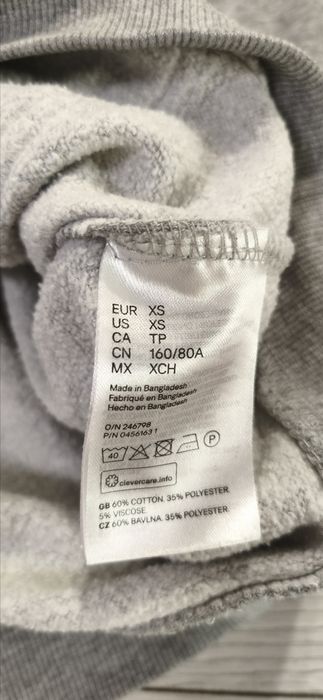 EUR XS
US XS
CA TP
CN 160/80A
MX XCH
Made in Bangladesh
Fabriqué en Bangladesh
Hecho en Bangladesh
O/N 246798
P/N 0456163 1
40 P
clevercare.info
GB 60% COTTON. 35% POLYESTER.
5% VISCOSE.
CZ 60% BAVLNA. 35% POLYESTER.